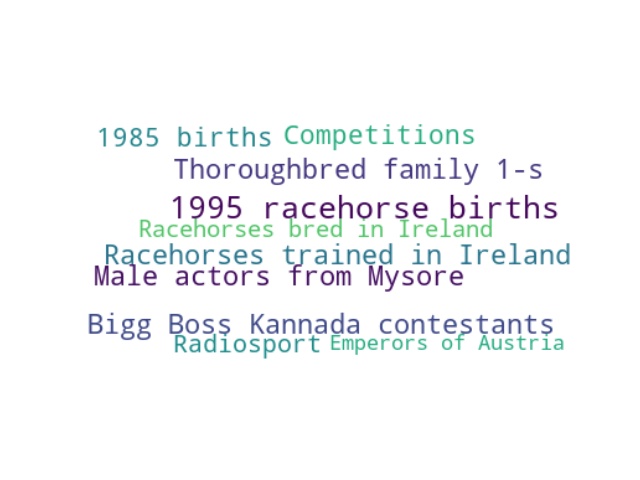 1985 births Competitions
Thoroughbred family 1-s
1995 racehorse births
Racehorses bred in Ireland
Racehorses trained in Ireland
Male actors from Mysore
Bigg Boss Kannada contestants
Radiosport Emperors of Austria